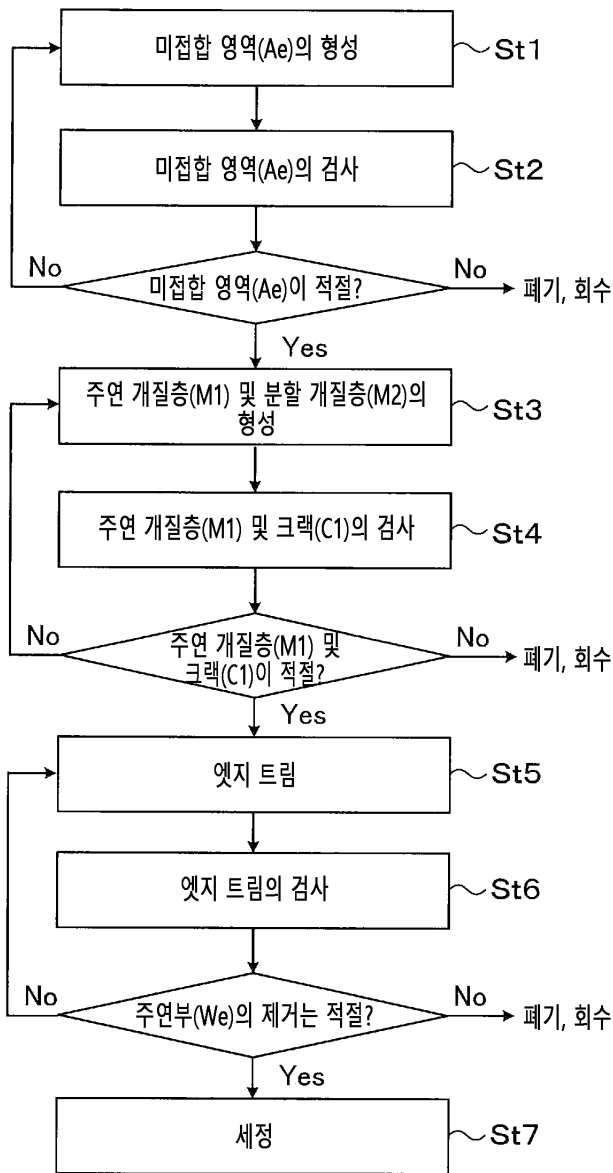 미접합 영역(Ae)의 형성
St1
미접합 영역(Ae)의 검사
St2
No
미접합 영역(Ae)이 적절?
No
폐기, 회수
Yes
주연 개질층(M1) 및 분할 개질층(M2)의
형성
St3
주연 개질층(M1) 및 크랙(C1)의 검사
St4
No
주연 개질층(M1) 및
크랙(C1)이 적절?
No
폐기, 회수
Yes
엣지 트림
St5
엣지 트림의 검사
St6
No
주연부(We)의 제거는 적절?
No
폐기, 회수
Yes
세정
St7